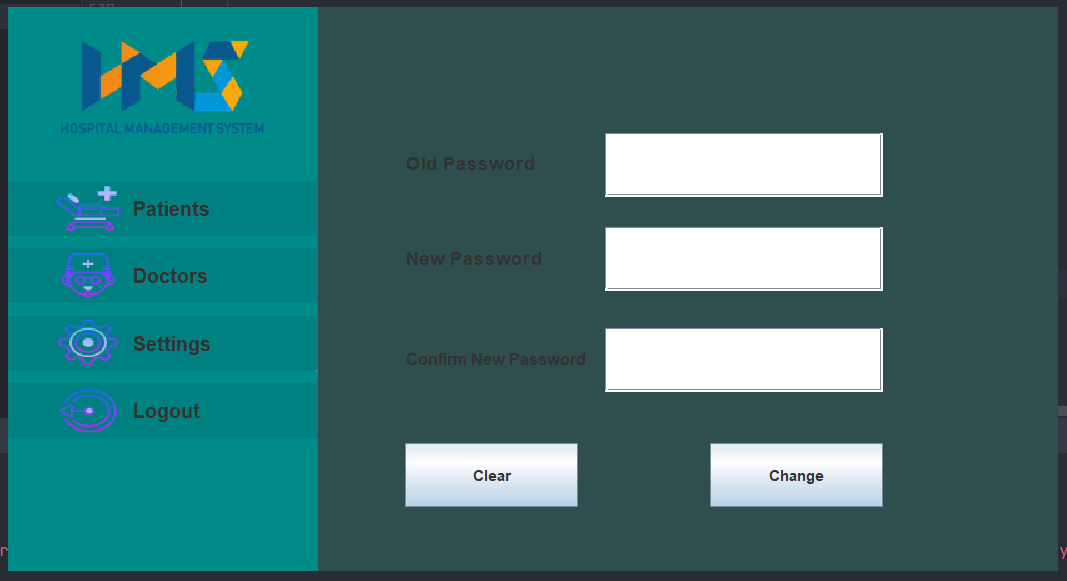 HMS
HOSPITAL MANAGEMENT SYSTEM
Patients
Doctors
Settings
Logout
Old Password
New Password
Confirm New Password
Clear
Change